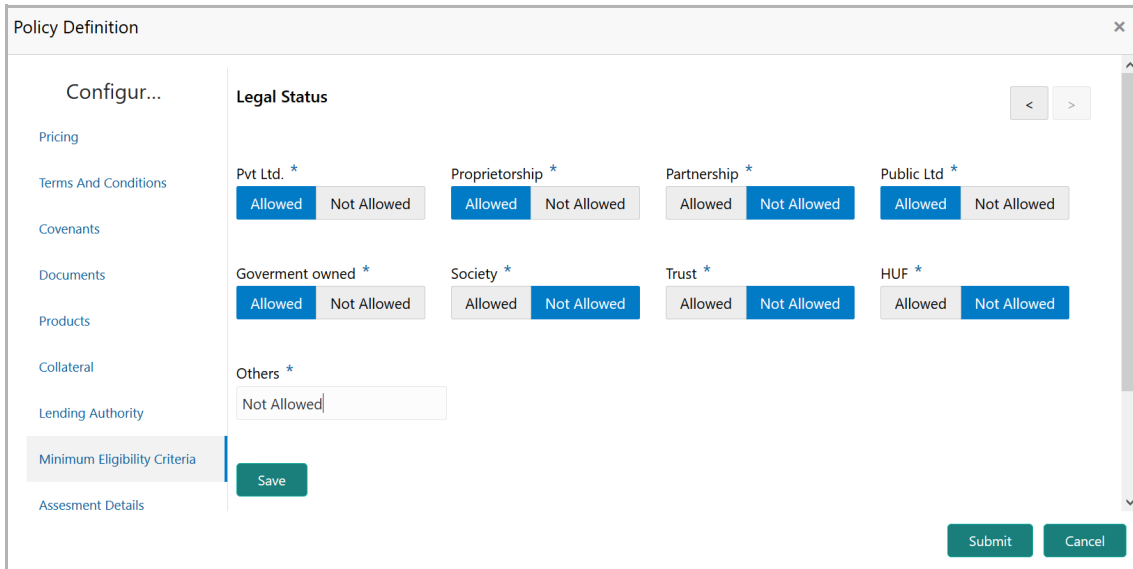 Policy Definition ×
Configur...
Pricing
Terms And Conditions
Covenants
Documents
Products
Collateral
Lending Authority
Minimum Eligibility Criteria
Assesment Details
Legal Status
< >
Pvt Ltd. * Proprietorship * Partnership * Public Ltd *
Allowed Not Allowed Allowed Not Allowed Allowed Not Allowed Allowed Not Allowed
Goverment owned * Society * Trust * HUF *
Allowed Not Allowed Allowed Not Allowed Allowed Not Allowed Allowed Not Allowed
Others *
Not Allowed
Save
Submit Cancel